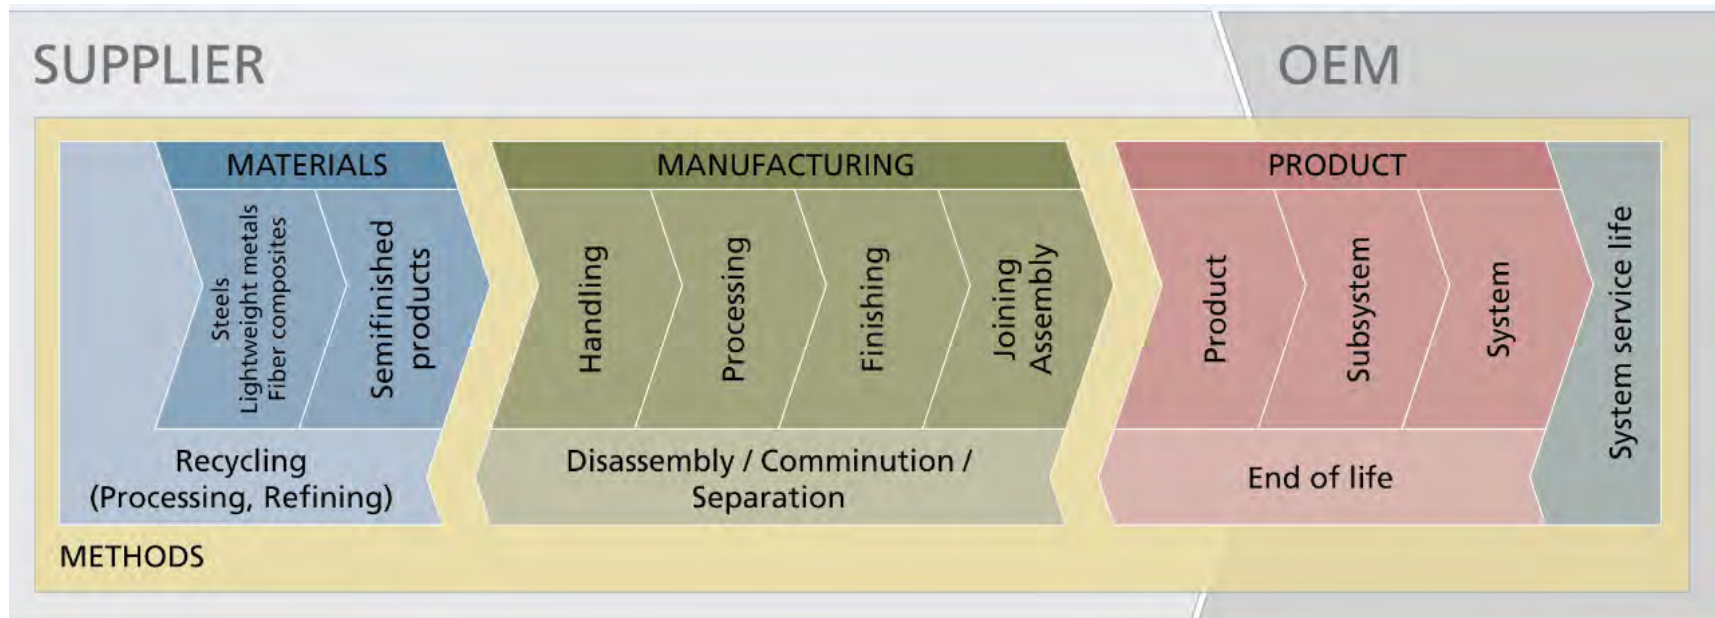 SUPPLIER
OEM
MATERIALS
MANUFACTURING
PRODUCT
Steels
Lightweight metals
Fiber composites
Semifinished
products
Handling
Processing
Finishing
Joining
Assembly
Product
Subsystem
System
System service life
Recycling
(Processing, Refining)
Disassembly / Comminution /
Separation
End of life
METHODS